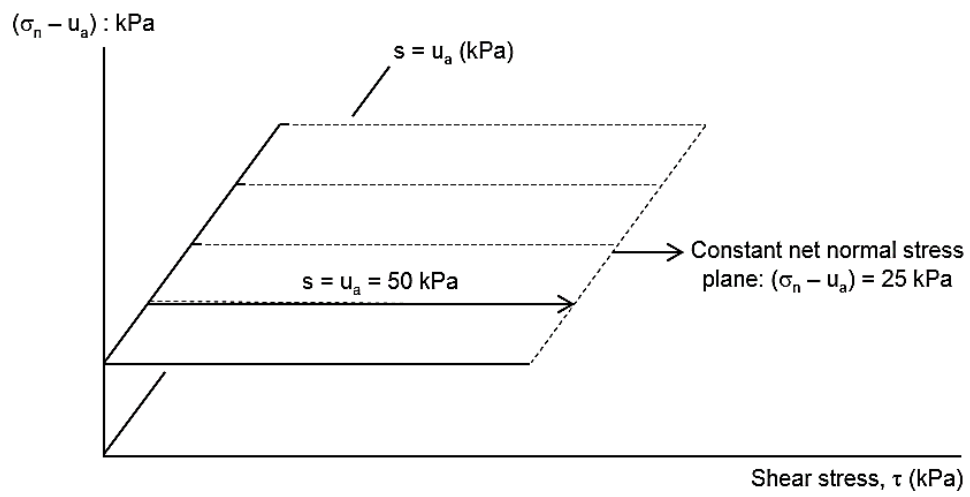 (σn – ua) : kPa
s = ua (kPa)
Constant net normal stress
plane: (σn – ua) = 25 kPa
s = ua = 50 kPa
Shear stress, τ (kPa)